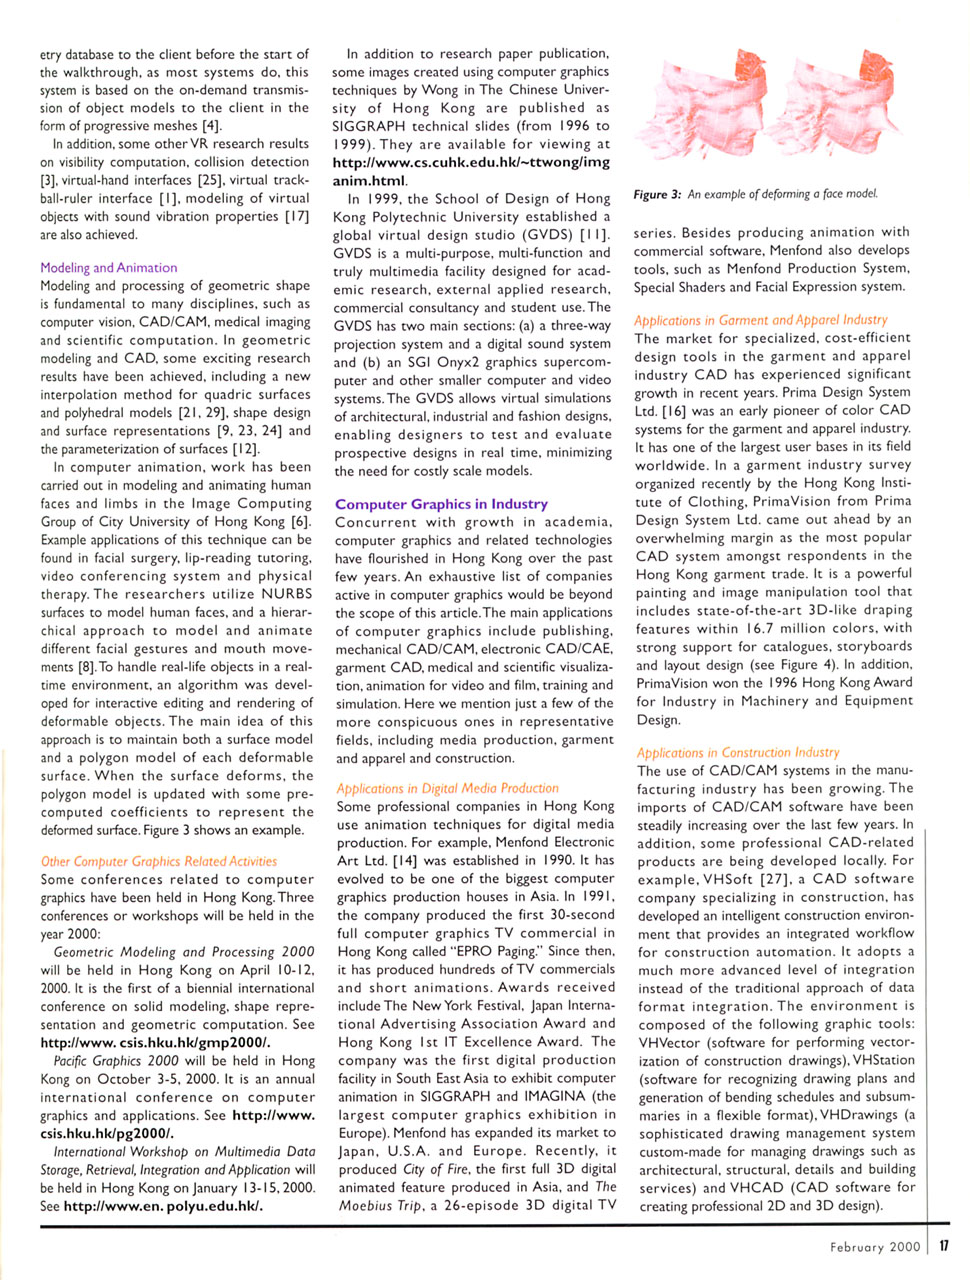 etry database to the client before the start of
the walkthrough, as most systems do, this
system is based on the on-demand transmis-
sion of object models to the client in the
form of progressive meshes [4].
In addition, some other VR research results
on visibility computation, collision detection
[3], virtual-hand interfaces [25], virtual track-
ball-ruler interface [1], modeling of virtual
objects with sound vibration properties [17]
are also achieved.
Modeling and Animation
Modeling and processing of geometric shape
is fundamental to many disciplines, such as
computer vision, CAD/CAM, medical imaging
and scientific computation. In geometric
modeling and CAD, some exciting research
results have been achieved, including a new
interpolation method for quadric surfaces
and polyhedral models [21, 29], shape design
and surface representations [9, 23, 24] and
the parameterization of surfaces [12].
In computer animation, work has been
carried out in modeling and animating human
faces and limbs in the Image Computing
Group of City University of Hong Kong [6].
Example applications of this technique can be
found in facial surgery, lip-reading tutoring,
video conferencing system and physical
therapy. The researchers utilize NURBS
surfaces to model human faces, and a hierar-
chical approach to model and animate
different facial gestures and mouth move-
ments [8]. To handle real-life objects in a real-
time environment, an algorithm was devel-
oped for interactive editing and rendering of
deformable objects. The main idea of this
approach is to maintain both a surface model
and a polygon model of each deformable
surface. When the surface deforms, the
polygon model is updated with some pre-
computed coefficients to represent the
deformed surface. Figure 3 shows an example.
Other Computer Graphics Related Activities
Some conferences related to computer
graphics have been held in Hong Kong. Three
conferences or workshops will be held in the
year 2000:
Geometric Modeling and Processing 2000
will be held in Hong Kong on April 10-12,
2000. It is the first of a biennial international
conference on solid modeling, shape repre-
sentation and geometric computation. See
http://www. csis.hku.hk/gmp2000/.
Pacific Graphics 2000 will be held in Hong
Kong on October 3-5, 2000. It is an annual
international conference on computer
graphics and applications. See http://www.
csis.hku.hk/pg2000/.
International Workshop on Multimedia Data
Storage, Retrieval, Integration and Application will
be held in Hong Kong on January 13-15, 2000.
See http://www.en. polyu.edu.hk/.
In addition to research paper publication,
some images created using computer graphics
techniques by Wong in The Chinese Univer-
sity of Hong Kong are published as
SIGGRAPH technical slides (from 1996 to
1999). They are available for viewing at
http://www.cs.cuhk.edu.hk/~ttwong/img
anim.html.
In 1999, the School of Design of Hong
Kong Polytechnic University established a
global virtual design studio (GVDS) [11].
GVDS is a multi-purpose, multi-function and
truly multimedia facility designed for acad-
emic research, external applied research,
commercial consultancy and student use. The
GVDS has two main sections: (a) a three-way
projection system and a digital sound system
and (b) an SGI Onyx2 graphics supercom-
puter and other smaller computer and video
systems. The GVDS allows virtual simulations
of architectural, industrial and fashion designs,
enabling designers to test and evaluate
prospective designs in real time, minimizing
the need for costly scale models.
Computer Graphics in Industry
Concurrent with growth in academia,
computer graphics and related technologies
have flourished in Hong Kong over the past
few years. An exhaustive list of companies
active in computer graphics would be beyond
the scope of this article. The main applications
of computer graphics include publishing,
mechanical CAD/CAM, electronic CAD/CAE,
garment CAD, medical and scientific visualiza-
tion, animation for video and film, training and
simulation. Here we mention just a few of the
more conspicuous ones in representative
fields, including media production, garment
and apparel and construction.
Applications in Digital Media Production
Some professional companies in Hong Kong
use animation techniques for digital media
production. For example, Menfond Electronic
Art Ltd. [14] was established in 1990. It has
evolved to be one of the biggest computer
graphics production houses in Asia. In 1991,
the company produced the first 30-second
full computer graphics TV commercial in
Hong Kong called "EPRO Paging." Since then,
it has produced hundreds of TV commercials
and short animations. Awards received
include The New York Festival, Japan Interna-
tional Advertising Association Award and
Hong Kong 1st IT Excellence Award. The
company was the first digital production
facility in South East Asia to exhibit computer
animation in SIGGRAPH and IMAGINA (the
largest computer graphics exhibition in
Europe). Menfond has expanded its market to
Japan, U.S.A. and Europe. Recently, it
produced City of Fire, the first full 3D digital
animated feature produced in Asia, and The
Moebius Trip, a 26-episode 3D digital TV
Figure 3: An example of deforming a face model.
series. Besides producing animation with
commercial software, Menfond also develops
tools, such as Menfond Production System,
Special Shaders and Facial Expression system.
Applications in Garment and Apparel Industry
The market for specialized, cost-efficient
design tools in the garment and apparel
industry CAD has experienced significant
growth in recent years. Prima Design System
Ltd. [16] was an early pioneer of color CAD
systems for the garment and apparel industry.
It has one of the largest user bases in its field
worldwide. In a garment industry survey
organized recently by the Hong Kong Insti-
tute of Clothing, PrimaVision from Prima
Design System Ltd. came out ahead by an
overwhelming margin as the most popular
CAD system amongst respondents in the
Hong Kong garment trade. It is a powerful
painting and image manipulation tool that
includes state-of-the-art 3D-like draping
features within 16.7 million colors, with
strong support for catalogues, storyboards
and layout design (see Figure 4). In addition,
PrimaVision won the 1996 Hong Kong Award
for Industry in Machinery and Equipment
Design.
Applications in Construction Industry
The use of CAD/CAM systems in the manu-
facturing industry has been growing. The
imports of CAD/CAM software have been
steadily increasing over the last few years. In
addition, some professional CAD-related
products are being developed locally. For
example, VHSoft [27], a CAD software
company specializing in construction, has
developed an intelligent construction environ-
ment that provides an integrated workflow
for construction automation. It adopts a
much more advanced level of integration
instead of the traditional approach of data
format integration. The environment is
composed of the following graphic tools:
VHVector (software for performing vector-
ization of construction drawings), VHStation
(software for recognizing drawing plans and
generation of bending schedules and subsum-
maries in a flexible format), VHDrawings (a
sophisticated drawing management system
custom-made for managing drawings such as
architectural, structural, details and building
services) and VHCAD (CAD software for
creating professional 2D and 3D design).
February 2000 17